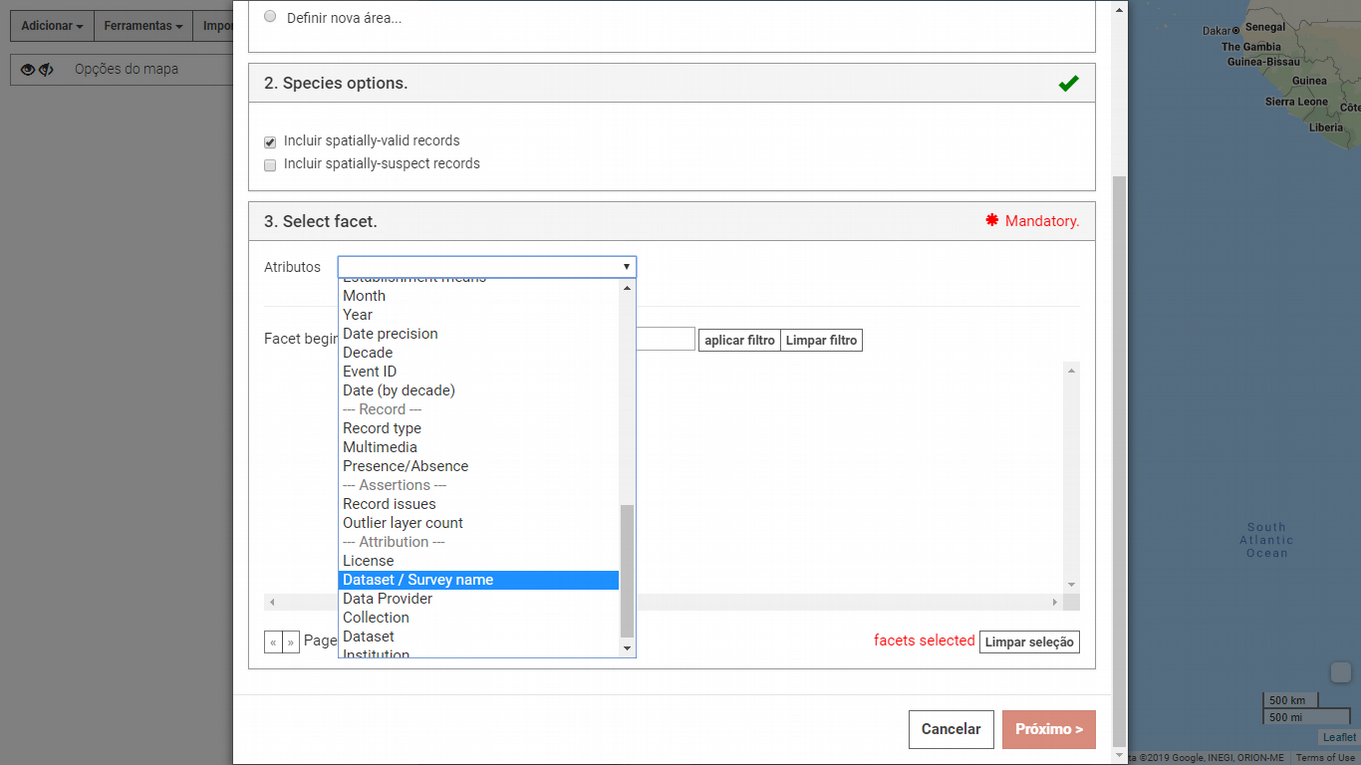 Adicionar
Ferramentas
Impor
Opções do mapa
Definir nova área...
2. Species options.
Incluir spatially-valid records
Incluir spatially-suspect records
3. Select facet.
Mandatory.
Atributos
Establishment means
Month
Year
Date precision
Decade
Event ID
Date (by decade)
--- Record ---
Record type
Multimedia
Presence/Absence
--- Assertions ---
Record issues
Outlier layer count
--- Attribution ---
License
Dataset / Survey name
Data Provider
Collection
Dataset
Institution
Facet begin
aplicar filtro
Limpar filtro
« » Page
facets selected
Limpar seleção
Cancelar
Próximo >
Dakar
Senegal
The Gambia
Guinea-Bissau
Guinea
Sierra Leone
Côte
Liberia
South
Atlantic
Ocean
500 km
500 mi
Leaflet
ta ©2019 Google, INEGI, ORION-ME
Terms of Use